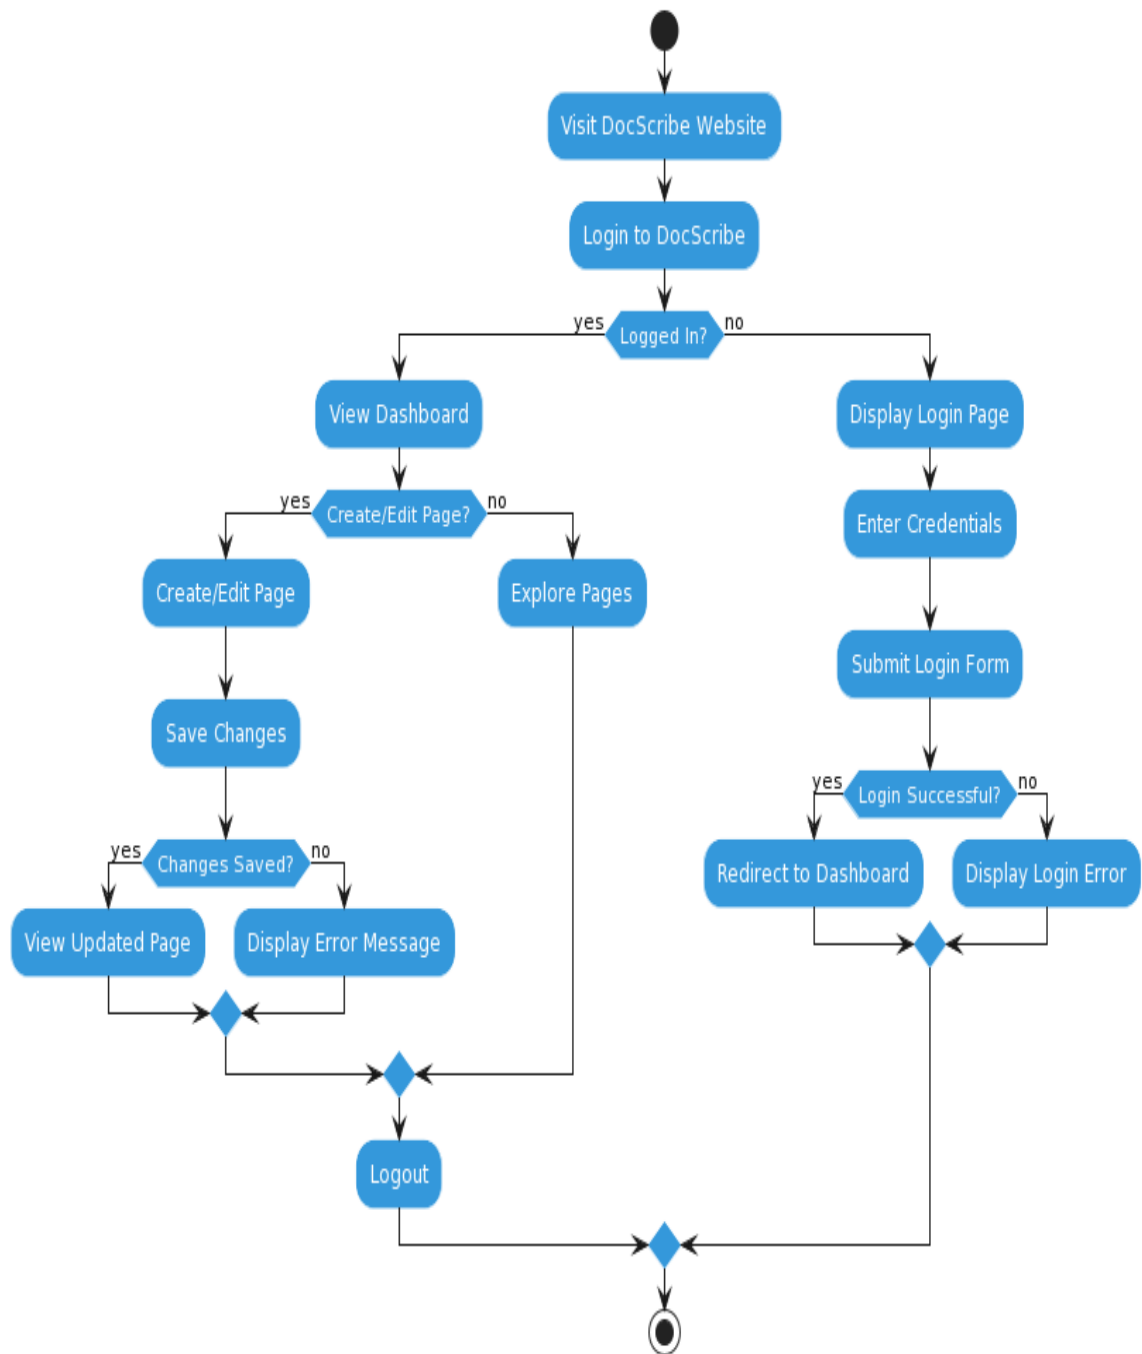 Visit DocScribe Website
Login to DocScribe
yes
Logged In?
no
View Dashboard
Display Login Page
yes
Create/Edit Page?
no
Enter Credentials
Create/Edit Page
Explore Pages
Submit Login Form
Save Changes
yes
Login Successful?
no
yes
Changes Saved?
no
Redirect to Dashboard
Display Login Error
View Updated Page
Display Error Message
Logout